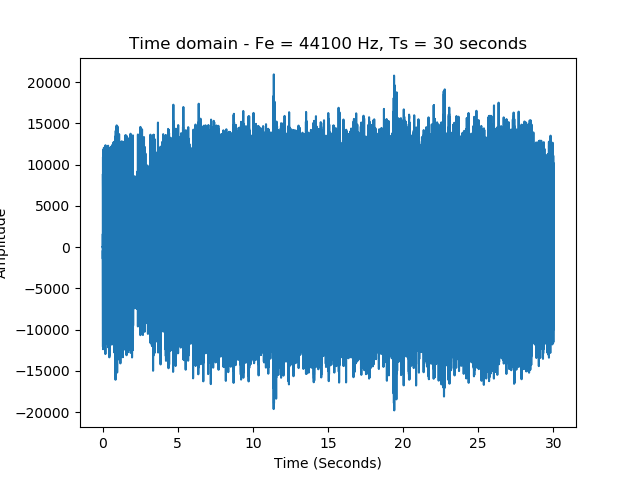 Time domain - Fe = 44100 Hz, Ts = 30 seconds
20000
15000
10000
5000
0
−5000
−10000
−15000
−20000
Amplitude
0 5 10 15 20 25 30
Time (Seconds)